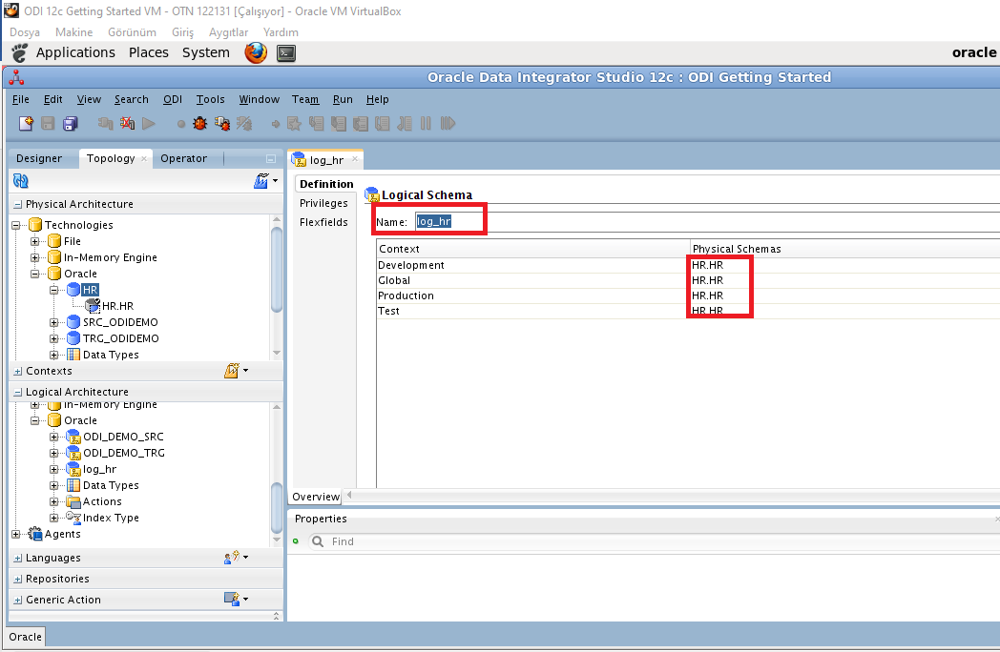 ODI 12c Getting Started VM - OTN 122131 [Çalışıyor] - Oracle VM VirtualBox
Dosya Makine Görünüm Giriş Aygıtlar Yardım
Applications Places System oracle
Oracle Data Integrator Studio 12c : ODI Getting Started
File Edit View Search ODI Tools Window Team Run Help
Designer Topology Operator
Physical Architecture
Technologies
File
In-Memory Engine
Oracle
HR
HR.HR
SRC_ODIDEMO
TRG_ODIDEMO
Data Types
Contexts
Logical Architecture
In-Memory Engine
Oracle
ODI_DEMO_SRC
ODI_DEMO_TRG
log_hr
Data Types
Actions
Index Type
Agents
Languages
Repositories
Generic Action
log_hr
Definition
Privileges
Flexfields
Logical Schema
Name: log_hr
Context Physical Schemas
Development HR.HR
Global HR.HR
Production HR.HR
Test HR.HR
Overview
Properties
Find
Oracle